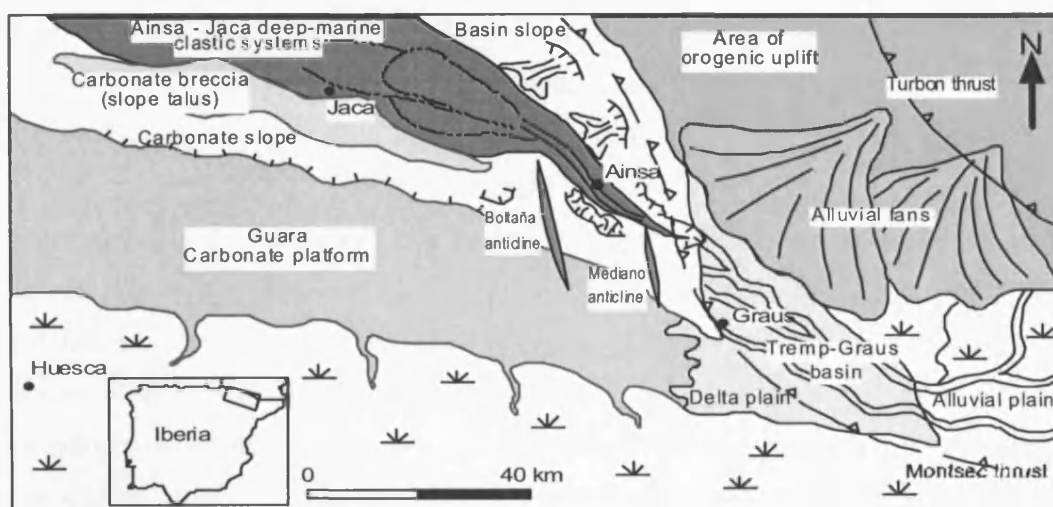 Ainsa - Jaca deep-marine
clastic systems
Basin slope
Area of
orogenic uplift
N
Carbonate breccia
(slope talus)
Turbon thrust
Jaca
Carbonate slope
Ainsa
Alluvial fans
Boltaña
anticline
Guara
Carbonate platform
Mediano
anticline
Graus
Huesca
Tremp-Graus
basin
Delta plain
Alluvial plain
Iberia
0
40 km
Montsec thrust